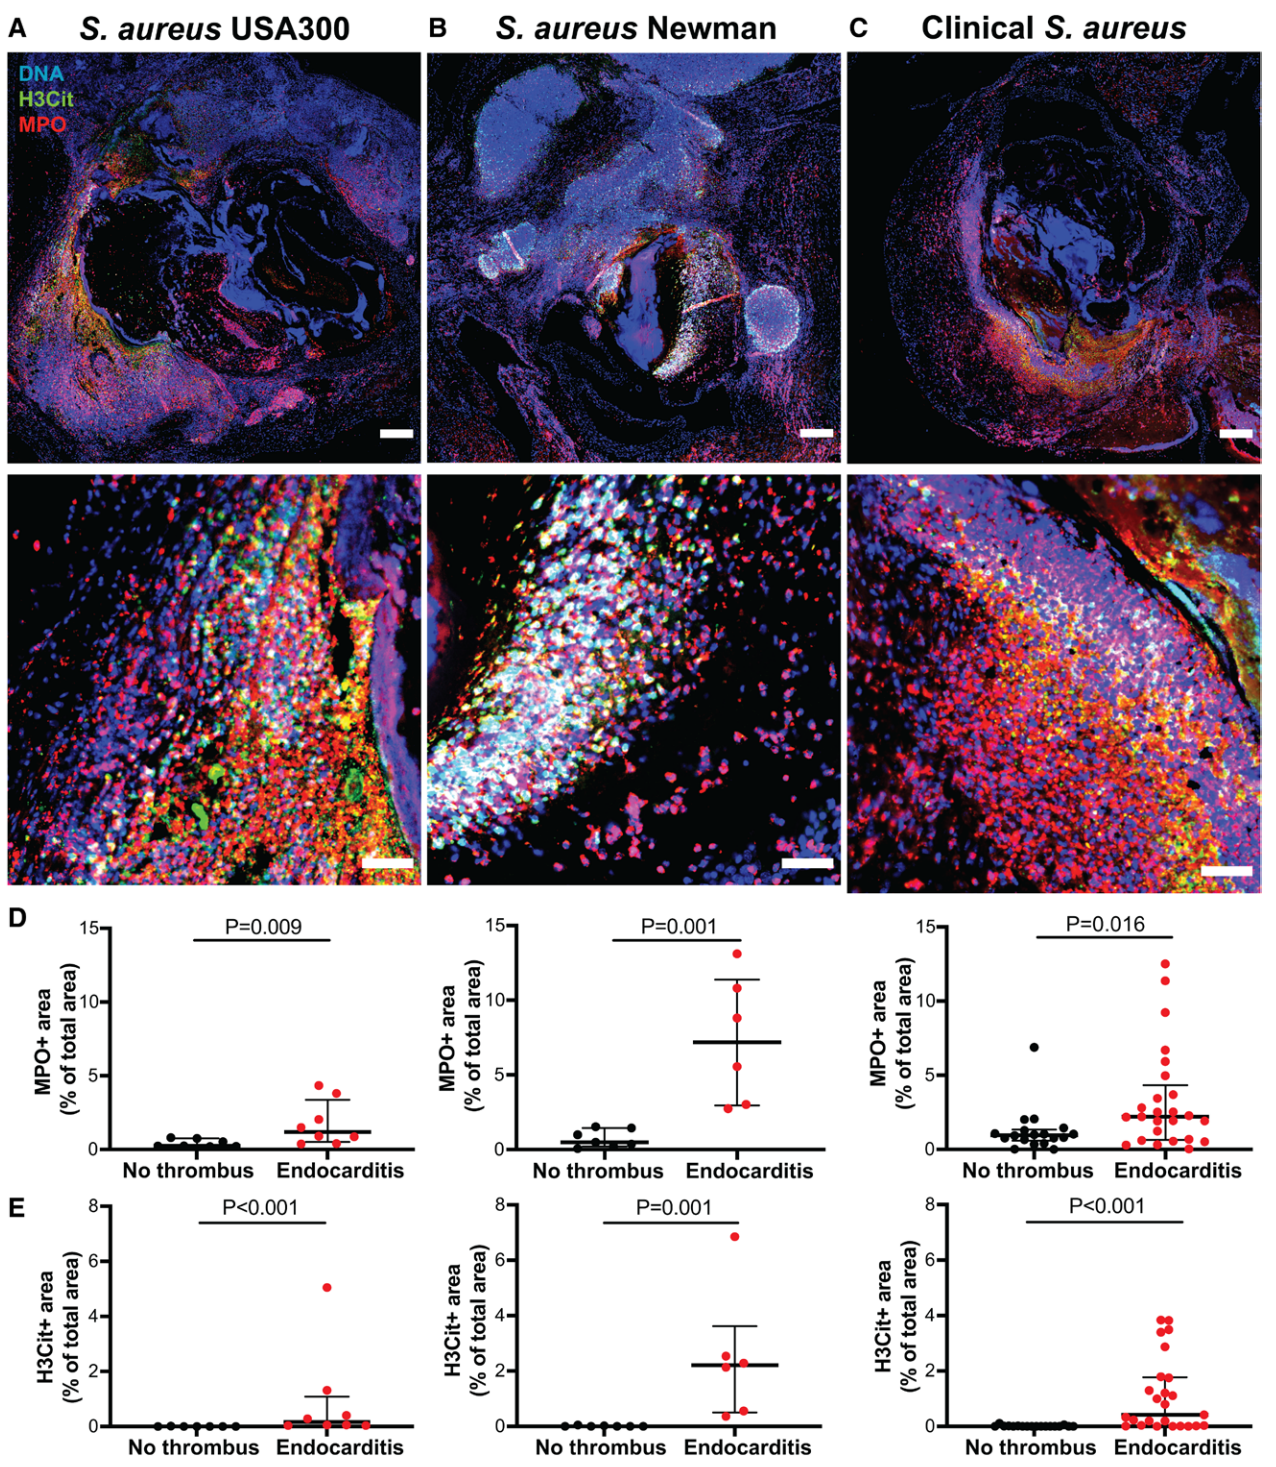 A S. aureus USA300 B S. aureus Newman C Clinical S. aureus
DNA
H3Cit
MPO
D
15
10
5
0
MPO+ area
(% of total area)
P=0.009
No thrombus Endocarditis
15
10
5
0
MPO+ area
(% of total area)
P=0.001
No thrombus Endocarditis
15
10
5
0
MPO+ area
(% of total area)
P=0.016
No thrombus Endocarditis
E
8
6
4
2
0
H3Cit+ area
(% of total area)
P<0.001
No thrombus Endocarditis
8
6
4
2
0
H3Cit+ area
(% of total area)
P=0.001
No thrombus Endocarditis
8
6
4
2
0
H3Cit+ area
(% of total area)
P<0.001
No thrombus Endocarditis